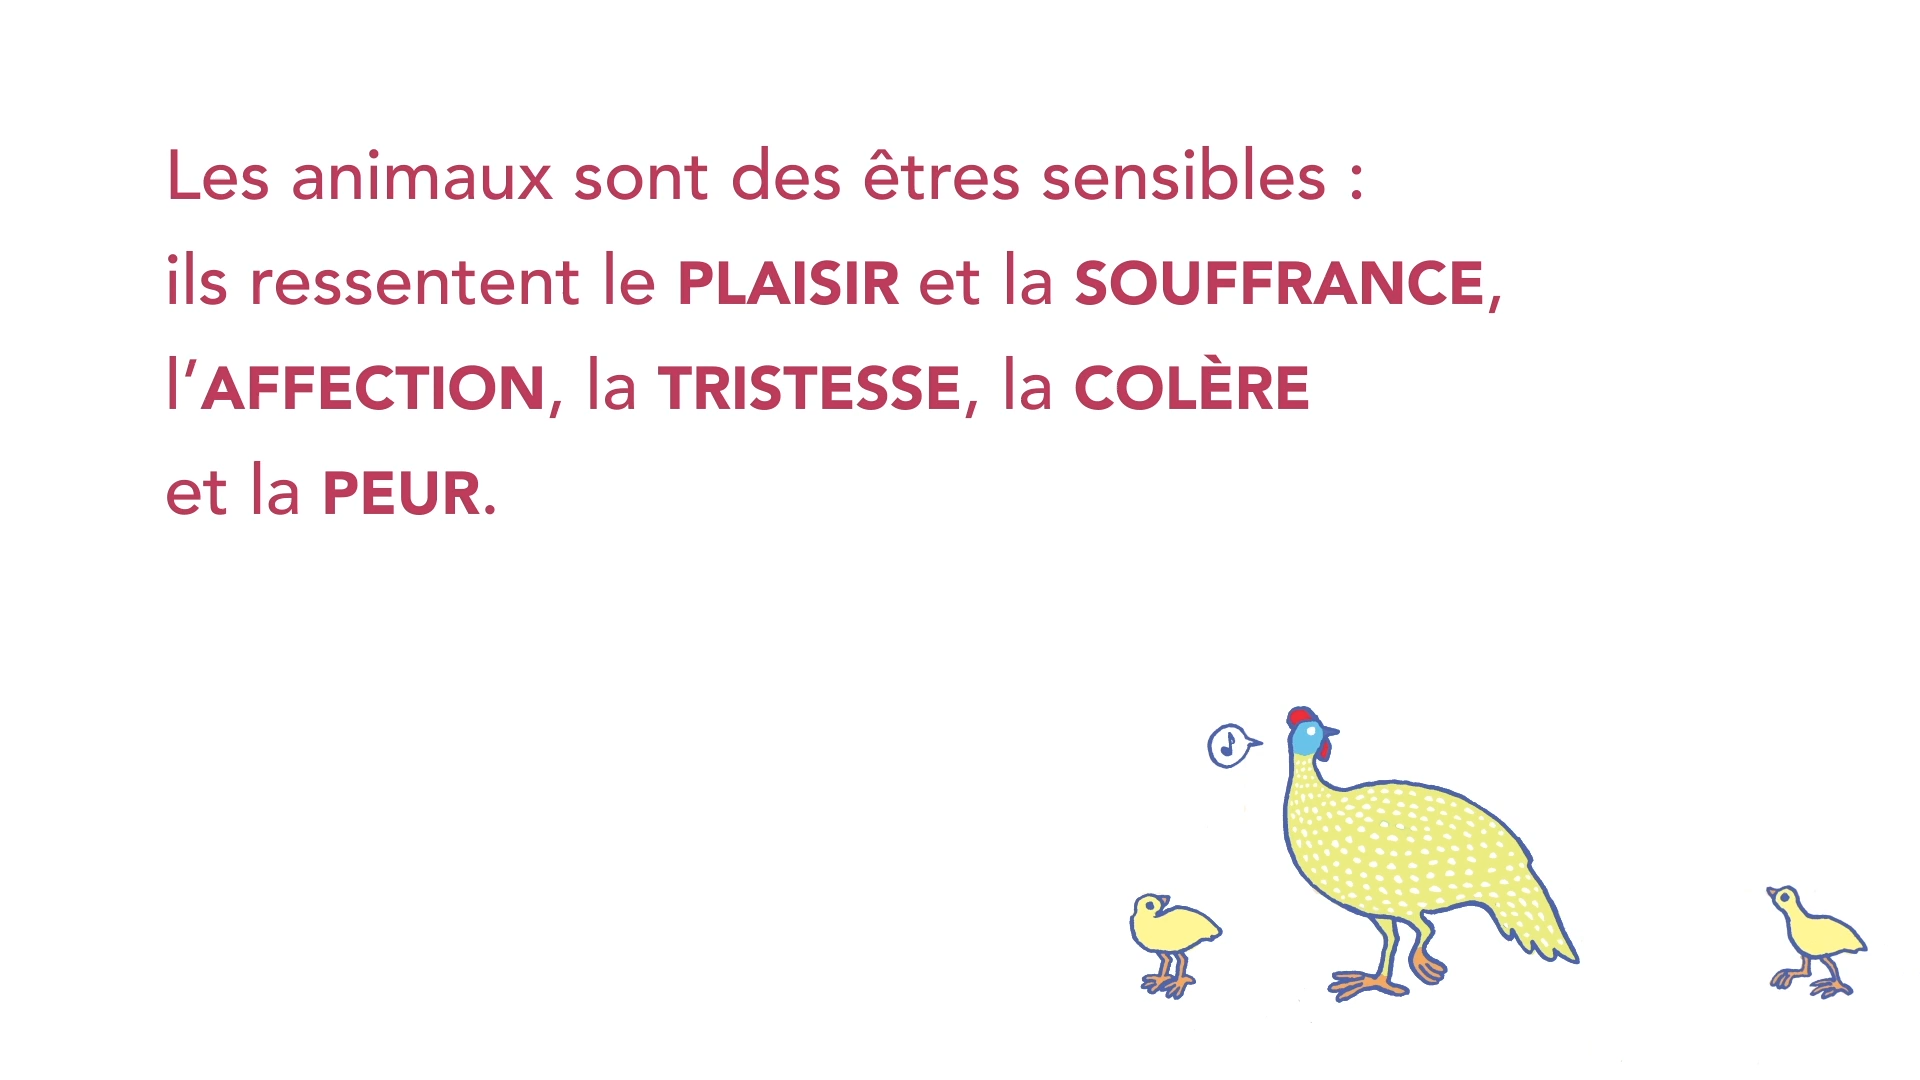 Les animaux sont des êtres sensibles :
ils ressentent le PLAISIR et la SOUFFRANCE,
l’AFFECTION, la TRISTESSE, la COLÈRE
et la PEUR.